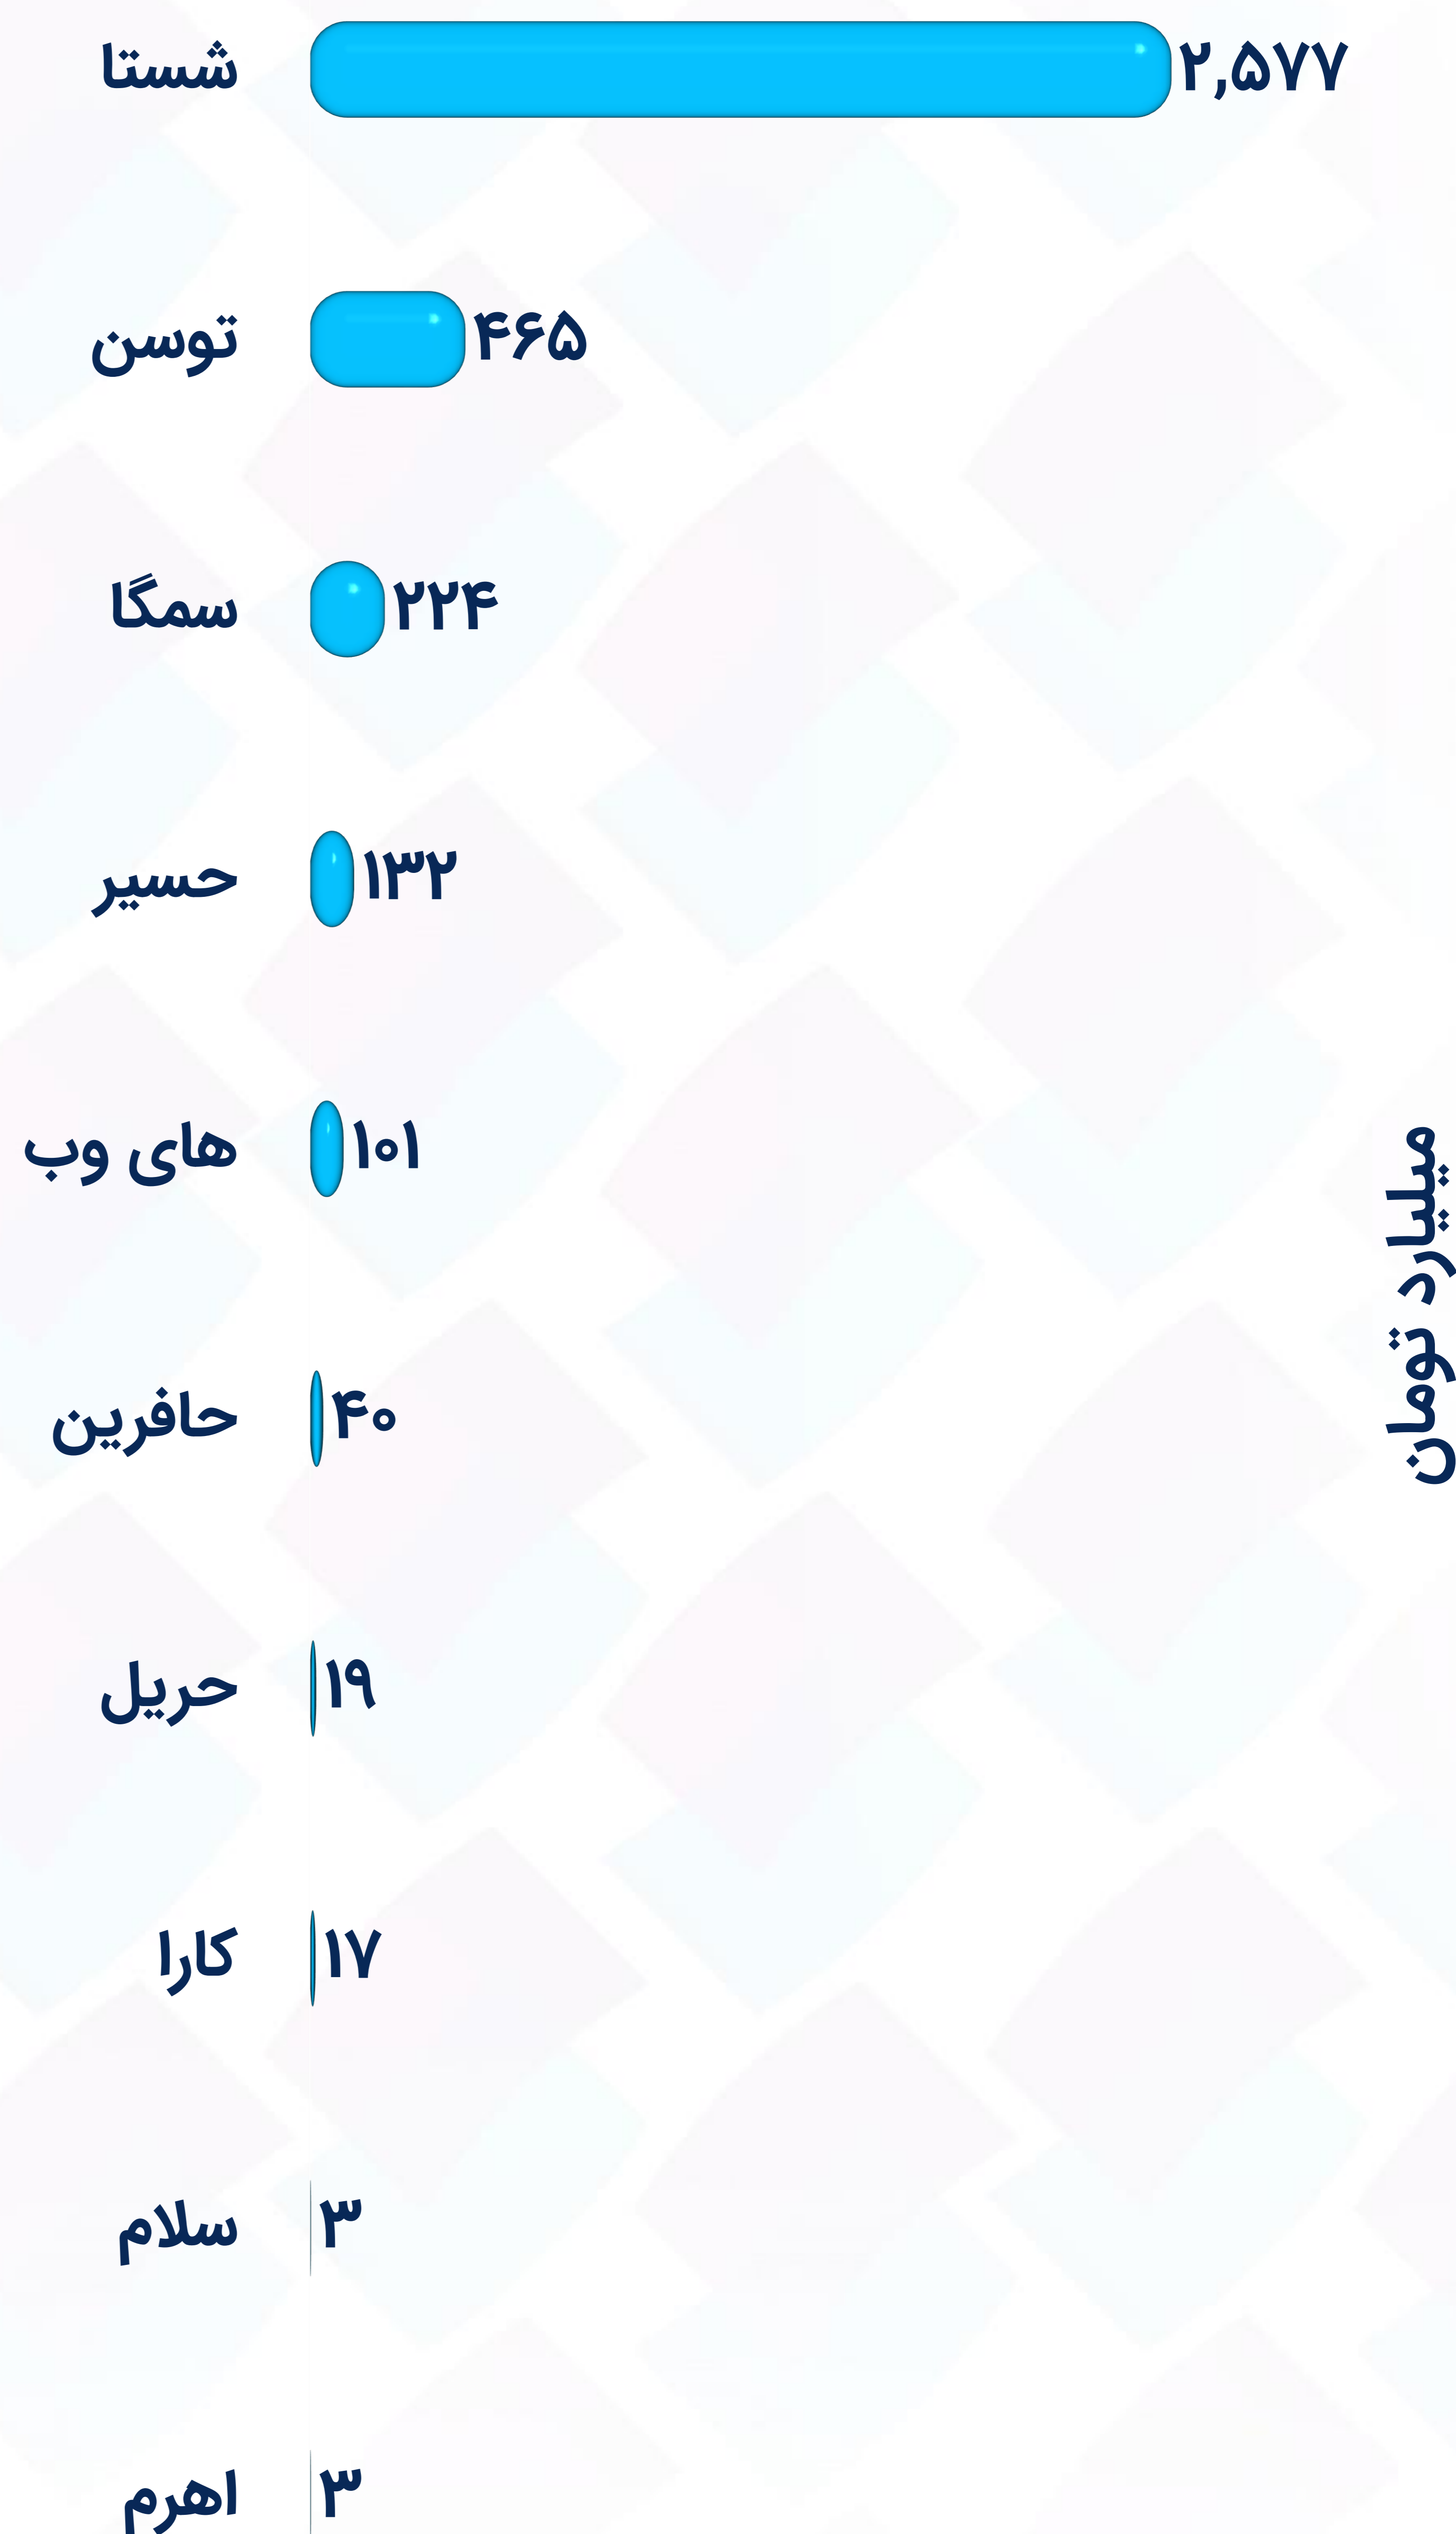 شستا ۲,۵۷۷
توسن ۴۶۵
سمگا ۲۲۴
حسیر ۱۳۲
های وب ۱۰۱
حافرین ۴۰
حریل ۱۹
کارا ۱۷
سلام ۳
اهرم ۳
میلیارد تومان